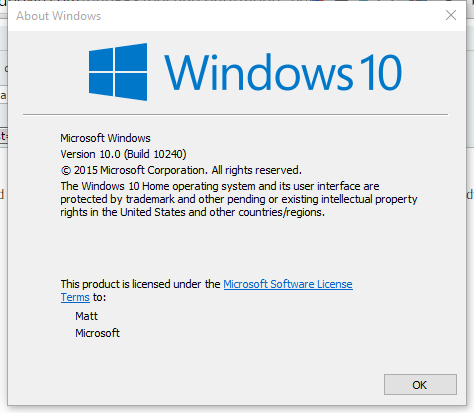 About Windows
Windows 10
Microsoft Windows
Version 10.0 (Build 10240)
© 2015 Microsoft Corporation. All rights reserved.
The Windows 10 Home operating system and its user interface are
protected by trademark and other pending or existing intellectual property
rights in the United States and other countries/regions.
This product is licensed under the Microsoft Software License
Terms to:
Matt
Microsoft
OK